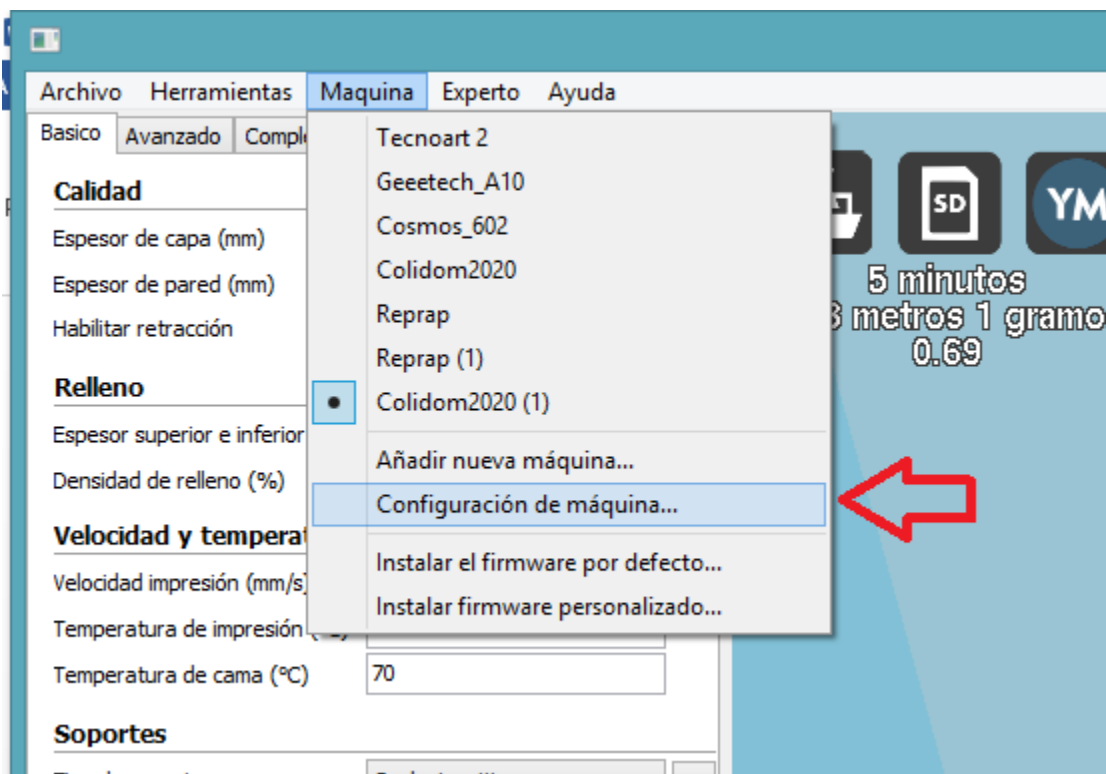 Archivo Herramientas Maquina Experto Ayuda
Basico Avanzado
Tecnoart 2
Geeetech_A10
Cosmos_602
Colidom2020
Reprap
Reprap (1)
Colidom2020 (1)
Añadir nueva máquina...
Configuración de máquina...
Instalar el firmware por defecto...
Instalar firmware personalizado...
Calidad
Espesor de capa (mm)
Espesor de pared (mm)
Habilitar retracción
Relleno
Espesor superior e inferior
Densidad de relleno (%)
Velocidad y
Velocidad impresión (mm/s)
Temperatura de impresión
Temperatura de cama (ºC) 70
Soportes
SD
YM
5 minutos
metros 1 gramo
0.69